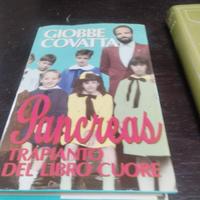 GIOBBE
COVATTA
Pancreas
TRAPIANTO
DEL LIBRO CUORE